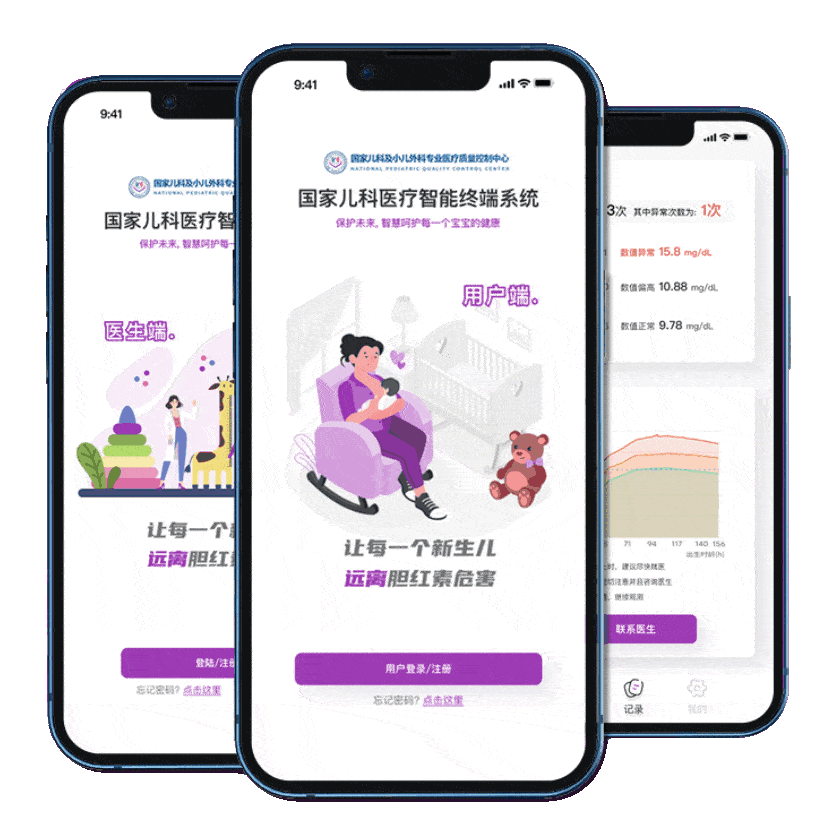 9:41
国家儿科及小儿外科专业
NATIONAL PEDIATRIC QUA
国家儿科医疗智
保护未来, 智慧呵护每一
医生端.
让每一个新
远离胆红素
登陆/注册
忘记密码? 点击这里
9:41
国家儿科及小儿外科专业医疗质量控制中心
NATIONAL PEDIATRIC QUALITY CONTROL CENTER
国家儿科医疗智能终端系统
保护未来, 智慧呵护每一个宝宝的健康
用户端.
让每一个新生儿
远离胆红素危害
用户登录/注册
忘记密码? 点击这里
3次 其中异常次数为: 1次
数值异常 15.8 mg/dL
数值偏高 10.88 mg/dL
数值正常 9.78 mg/dL
71 94 117 140 156
出生时龄(h)
时, 建议尽快就医
切注意并且咨询医生
, 继续观测
联系医生
记录 我的